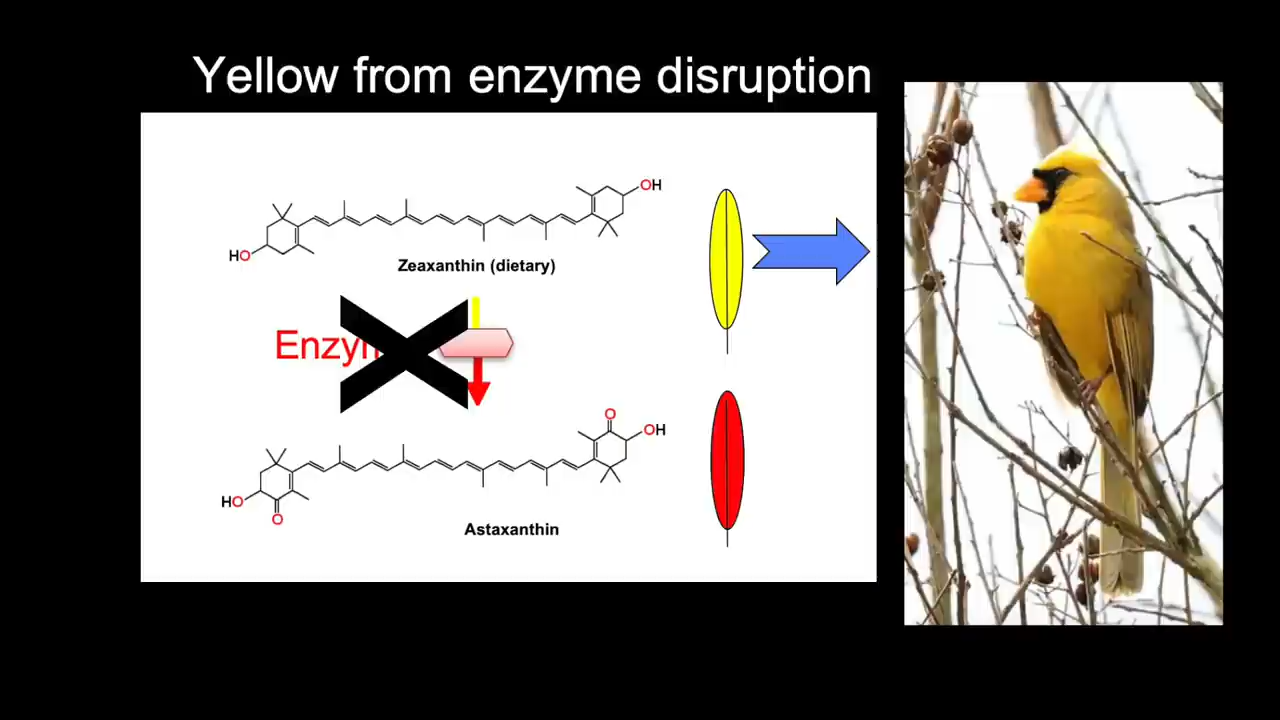 Yellow from enzyme disruption
OH
HO
Zeaxanthin (dietary)
O
OH
HO
O
Astaxanthin